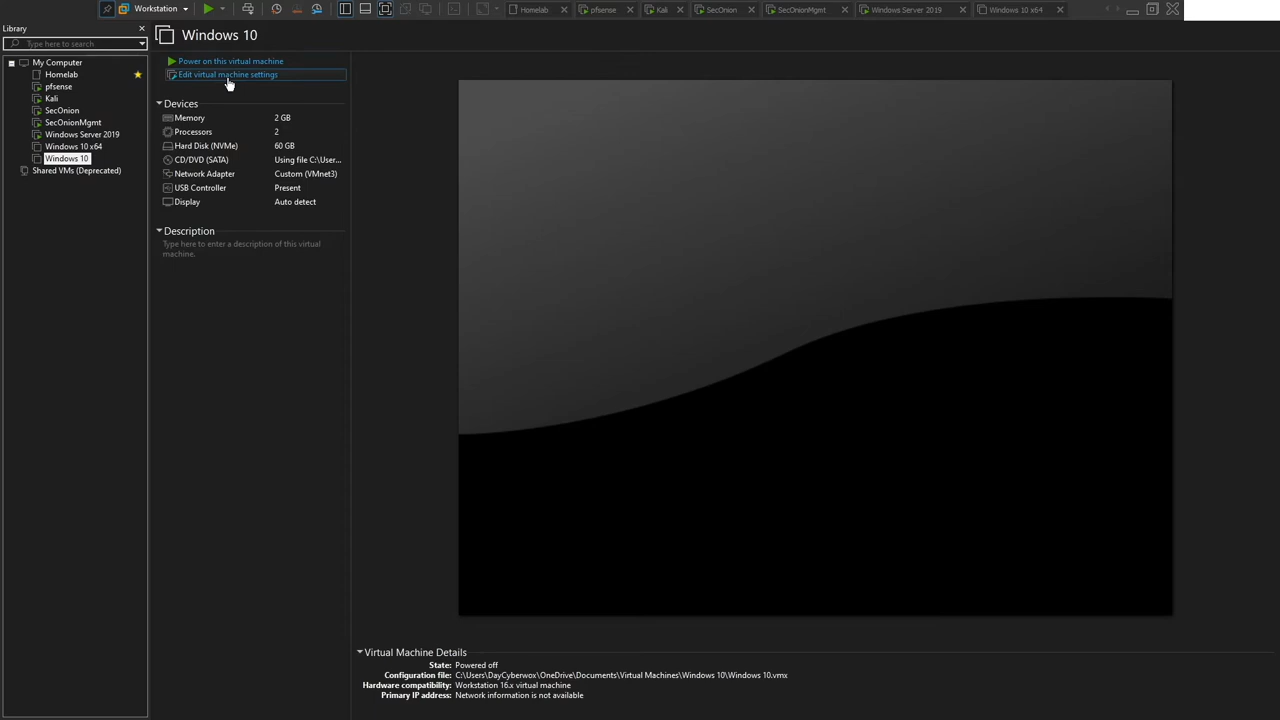 Workstation
Homelab
pfsense
Kali
SecOnion
SecOnionMgmt
Windows Server 2019
Windows 10 x64
Library
Type here to search
My Computer
Homelab
pfsense
Kali
SecOnion
SecOnionMgmt
Windows Server 2019
Windows 10 x64
Windows 10
Shared VMs (Deprecated)
Windows 10
Power on this virtual machine
Edit virtual machine settings
Devices
Memory 2 GB
Processors 2
Hard Disk (NVMe) 60 GB
CD/DVD (SATA) Using file C:\User...
Network Adapter Custom (VMnet3)
USB Controller Present
Display Auto detect
Description
Type here to enter a description of this virtual
machine.
Virtual Machine Details
State: Powered off
Configuration file: C:\Users\DayCyberwox\OneDrive\Documents\Virtual Machines\Windows 10\Windows 10.vmx
Hardware compatibility: Workstation 16.x virtual machine
Primary IP address: Network information is not available